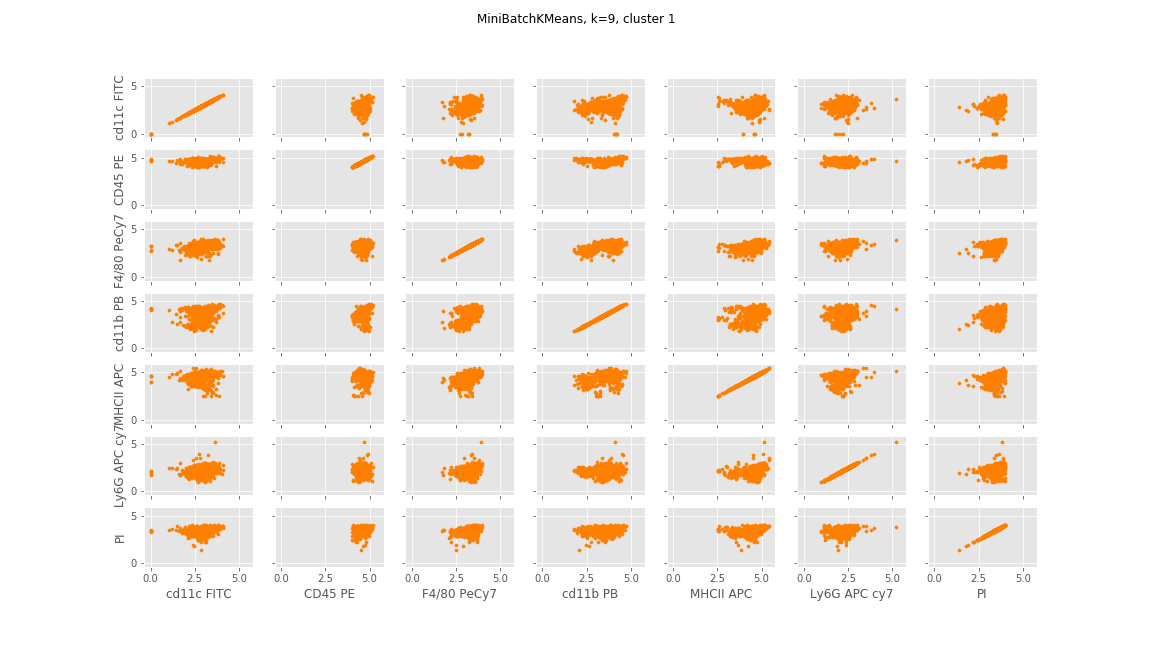 MiniBatchKMeans, k=9, cluster 1
cd11c FITC
5
0
CD45 PE
5
0
F4/80 PeCy7
5
0
cd11b PB
5
0
MHCII APC
5
0
Ly6G APC cy7
5
0
PI
5
0
0.0 2.5 5.0 0.0 2.5 5.0 0.0 2.5 5.0 0.0 2.5 5.0 0.0 2.5 5.0 0.0 2.5 5.0 0.0 2.5 5.0
cd11c FITC CD45 PE F4/80 PeCy7 cd11b PB MHCII APC Ly6G APC cy7 PI